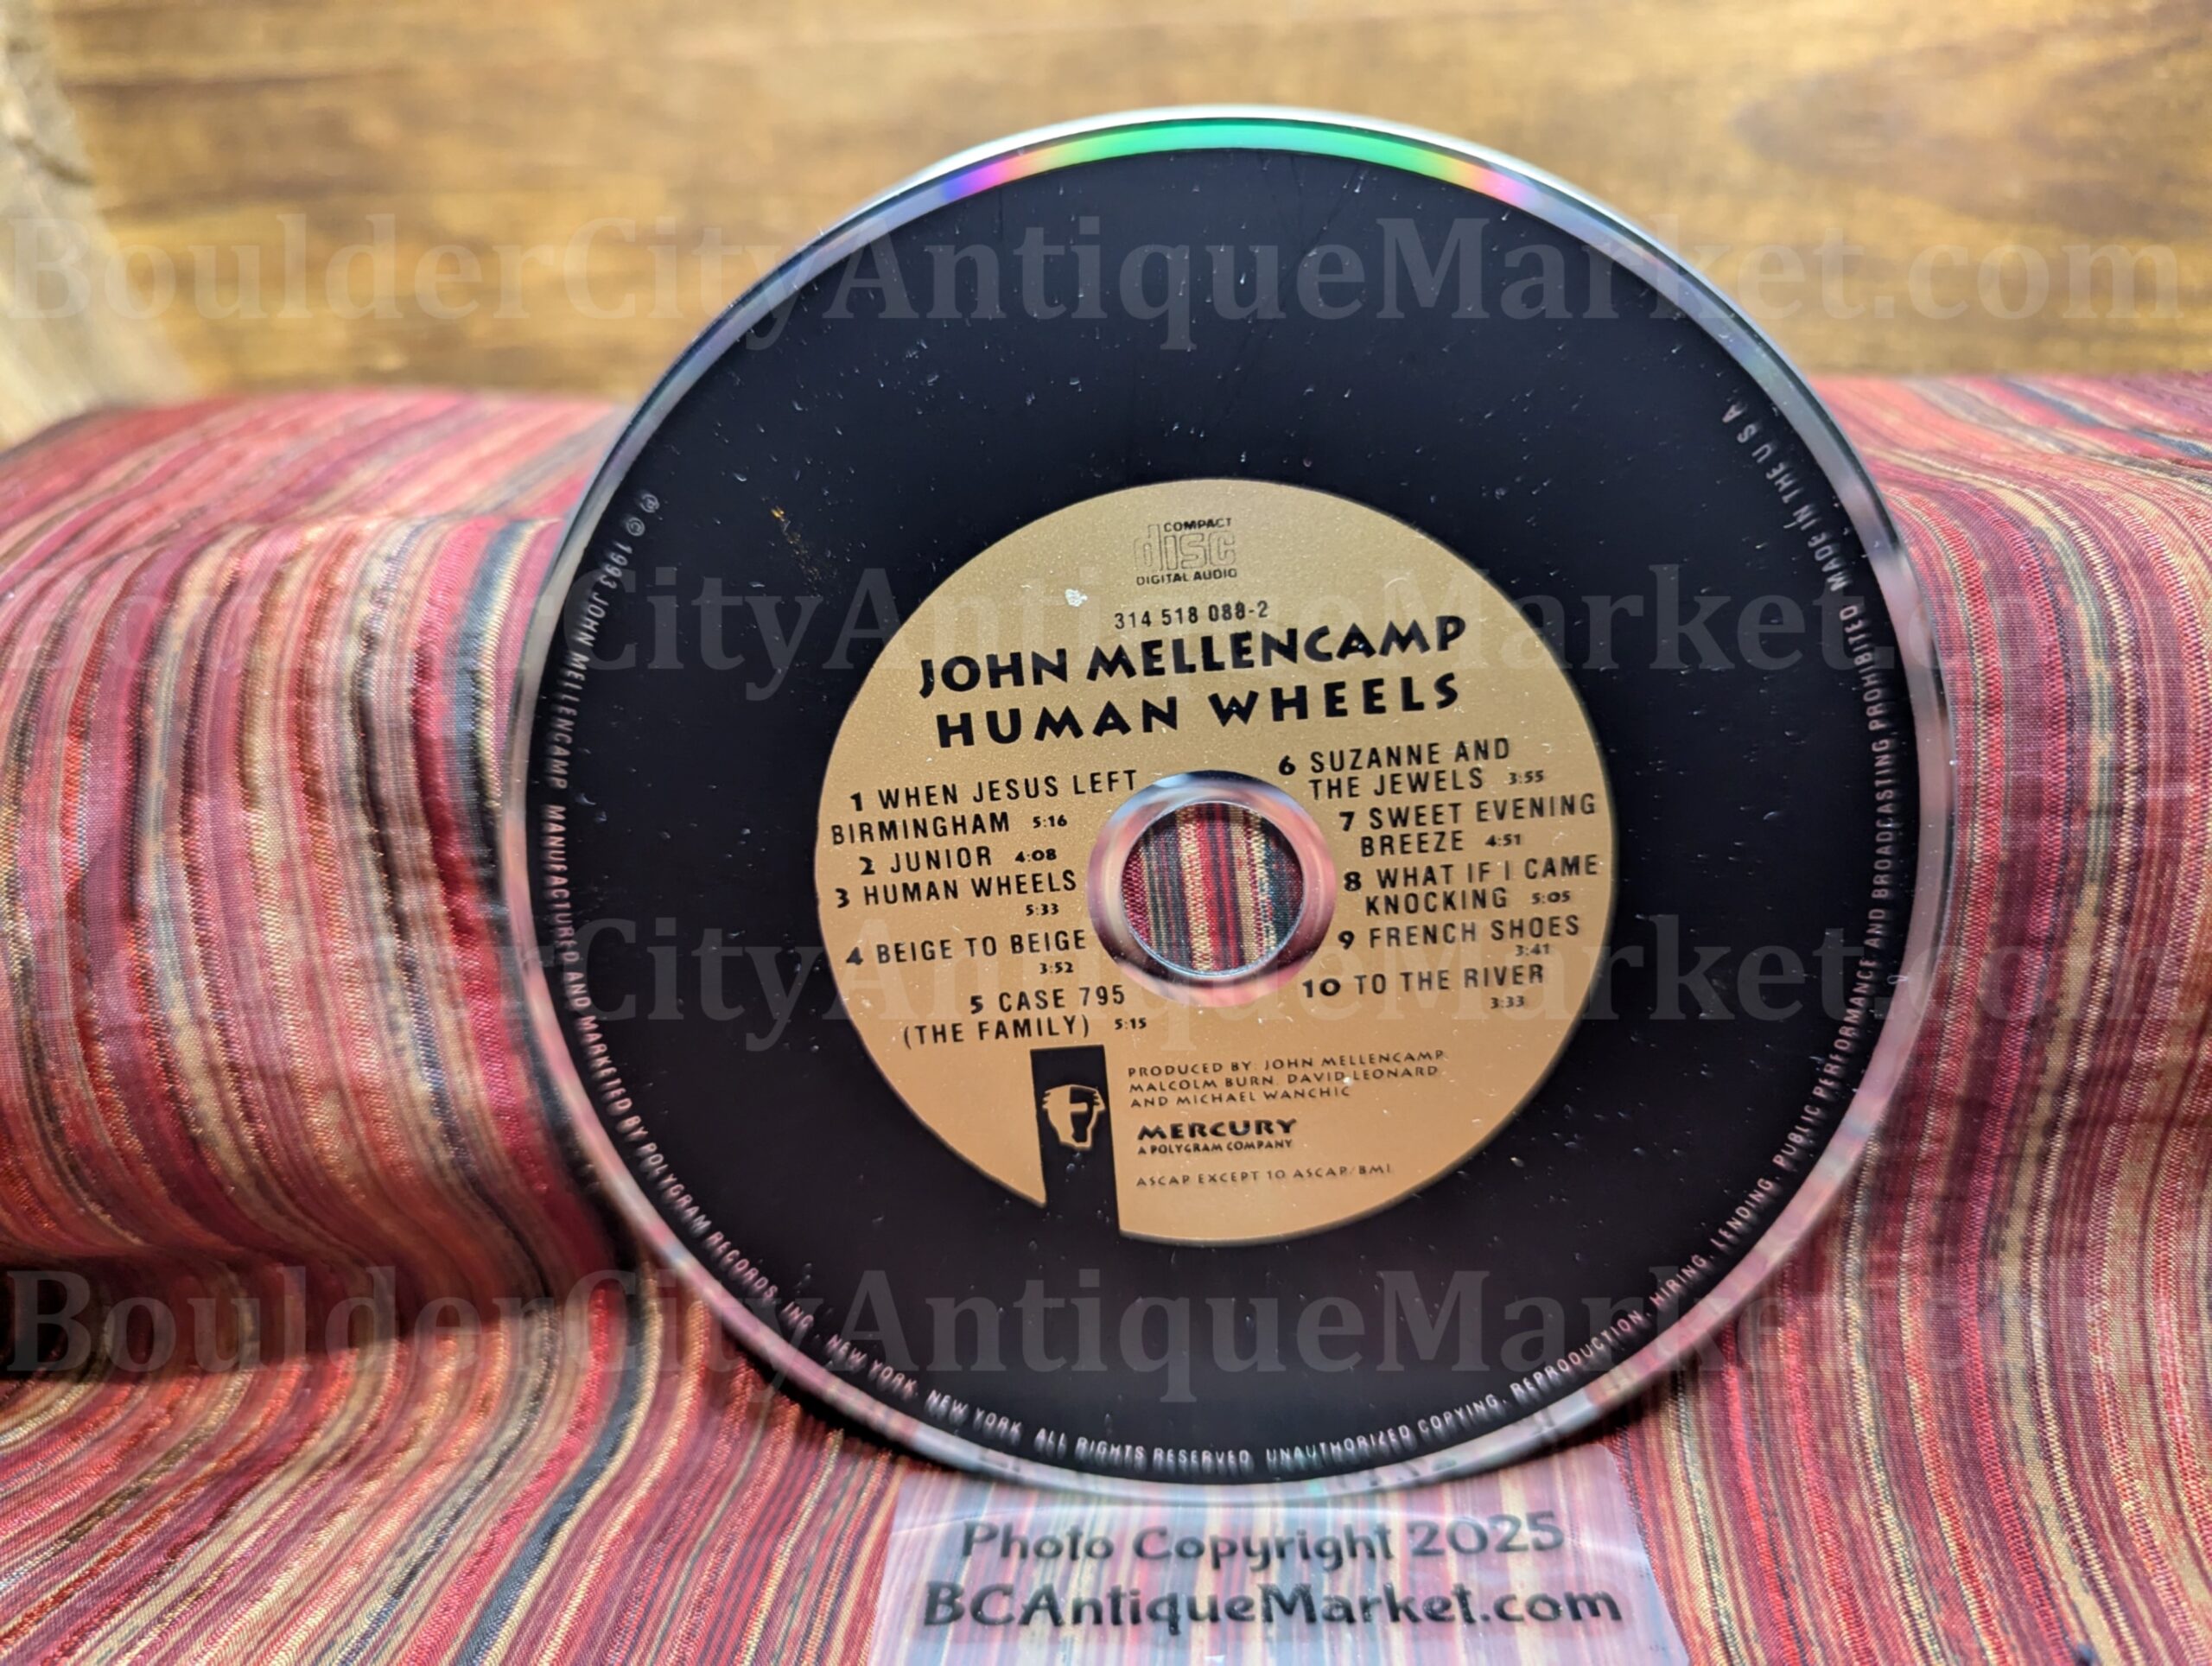 BoulderCityAntiqueMarket.com
COMPACT
disc
DIGITAL AUDIO
314 518 088-2
JOHN MELLENCAMP
HUMAN WHEELS
1 WHEN JESUS LEFT
BIRMINGHAM 5:16
2 JUNIOR 4:08
3 HUMAN WHEELS
5:33
4 BEIGE TO BEIGE
3:52
5 CASE 795
(THE FAMILY) 5:15
6 SUZANNE AND
THE JEWELS 3:55
7 SWEET EVENING
BREEZE 4:51
8 WHAT IF I CAME
KNOCKING 5:05
9 FRENCH SHOES
3:41
10 TO THE RIVER
3:33
PRODUCED BY: JOHN MELLENCAMP,
MALCOLM BURN, DAVID LEONARD
AND MICHAEL WANCHIC
MERCURY
A POLYGRAM COMPANY
ASCAP EXCEPT 10 ASCAP/BMI
℗ © 1993 JOHN MELLENCAMP MANUFACTURED AND MARKETED BY POLYGRAM RECORDS, INC., NEW YORK, NEW YORK ALL RIGHTS RESERVED UNAUTHORIZED COPYING, REPRODUCTION, HIRING, LENDING, PUBLIC PERFORMANCE AND BROADCASTING PROHIBITED MADE IN THE U S A
BoulderCityAntiqueMarket.com
BoulderCityAntiqueMarket.com
BoulderCityAntiqueMarket.com
Photo Copyright 2025
BCAntiqueMarket.com